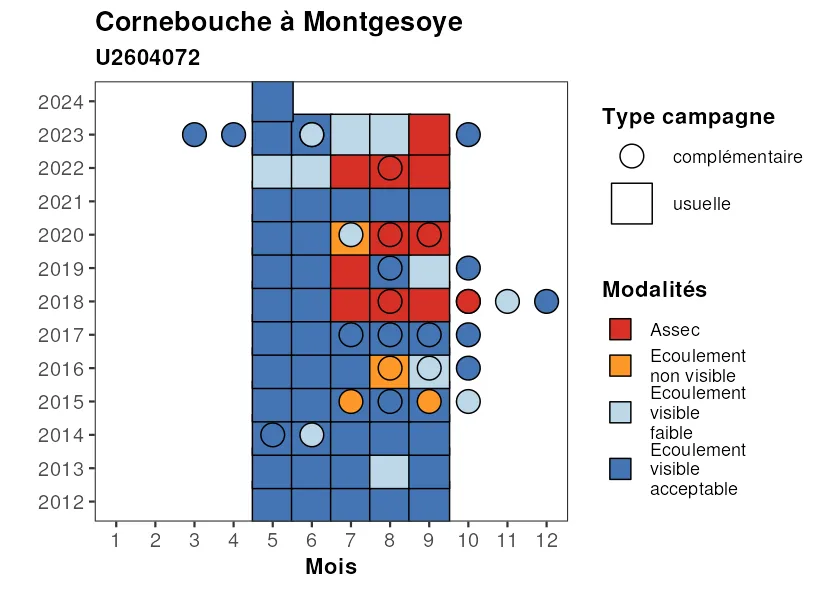 Cornebouche à Montgesoye
U2604072
2024
2023
2022
2021
2020
2019
2018
2017
2016
2015
2014
2013
2012
1 2 3 4 5 6 7 8 9 10 11 12
Mois
Type campagne
complémentaire
usuelle
Modalités
Assec
Ecoulement
non visible
Ecoulement
visible
faible
Ecoulement
visible
acceptable